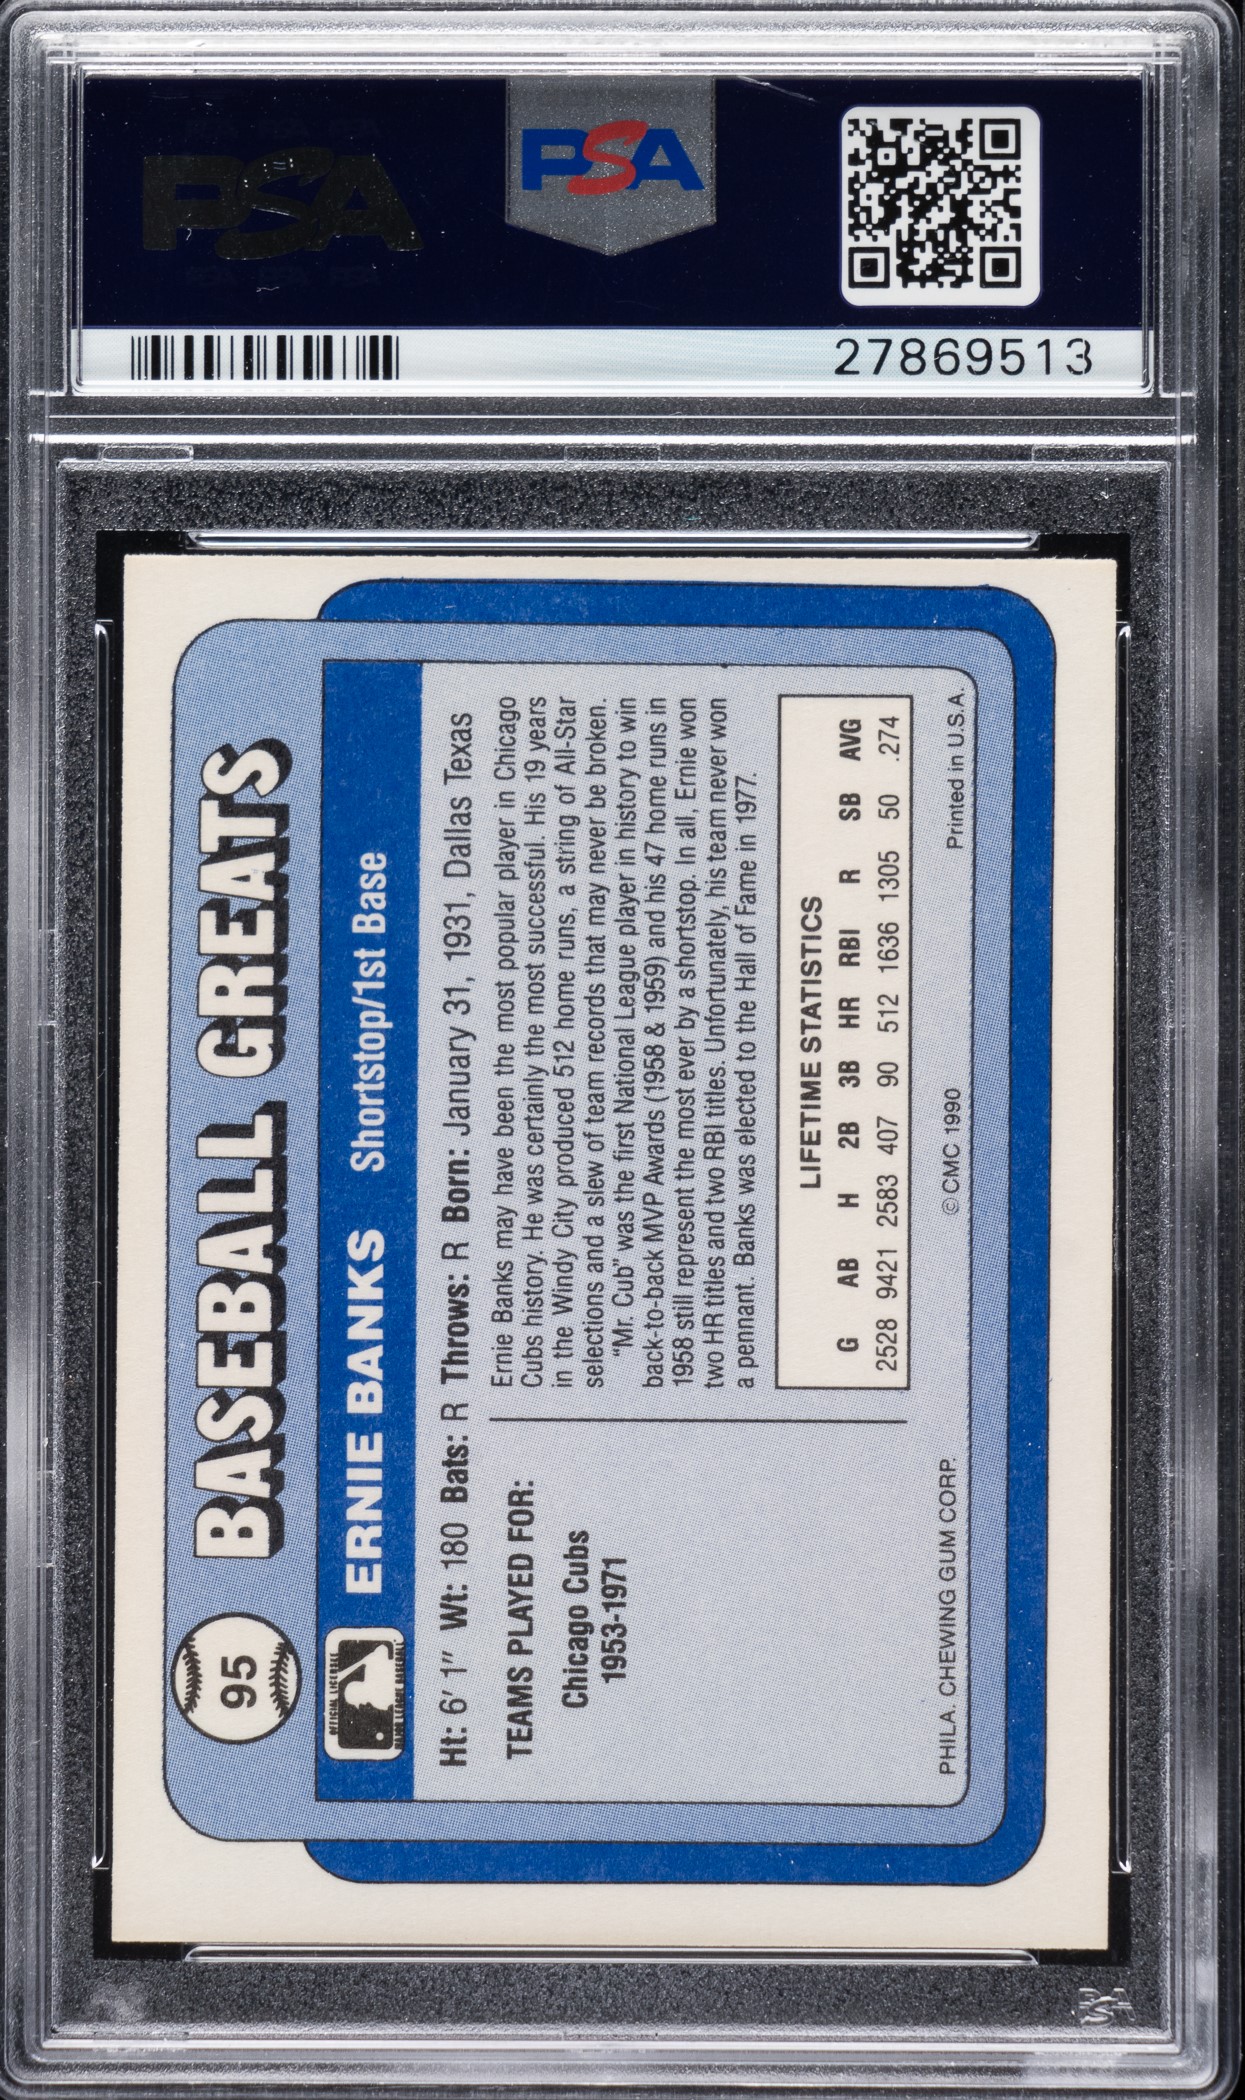 PSA
PSA
27869513
95
BASEBALL GREATS
OFFICIAL LICENSEE
MAJOR LEAGUE BASEBALL
ERNIE BANKS Shortstop/1st Base
Ht: 6' 1" Wt: 180 Bats: R Throws: R Born: January 31, 1931, Dallas Texas
TEAMS PLAYED FOR:
Chicago Cubs
1953-1971
Ernie Banks may have been the most popular player in Chicago
Cubs history. He was certainly the most successful. His 19 years
in the Windy City produced 512 home runs, a string of All-Star
selections and a slew of team records that may never be broken.
"Mr. Cub" was the first National League player in history to win
back-to-back MVP Awards (1958 & 1959) and his 47 home runs in
1958 still represent the most ever by a shortstop. In all, Ernie won
two HR titles and two RBI titles. Unfortunately, his team never won
a pennant. Banks was elected to the Hall of Fame in 1977.
LIFETIME STATISTICS
G AB H 2B 3B HR RBI R SB AVG
2528 9421 2583 407 90 512 1636 1305 50 .274
PHILA. CHEWING GUM CORP. © CMC 1990 Printed in U.S.A.
PSA